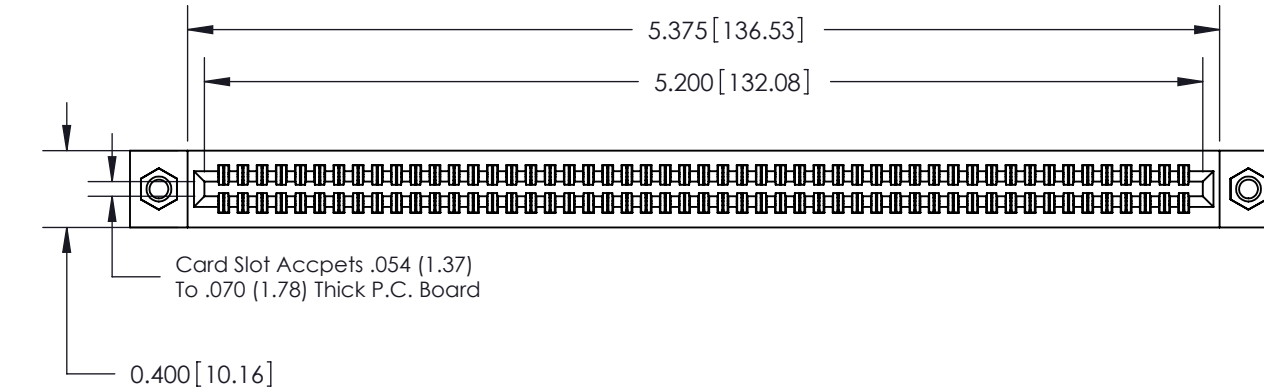 5.375[136.53]
5.200[132.08]
Card Slot Accpets .054 (1.37)
To .070 (1.78) Thick P.C. Board
0.400[10.16]